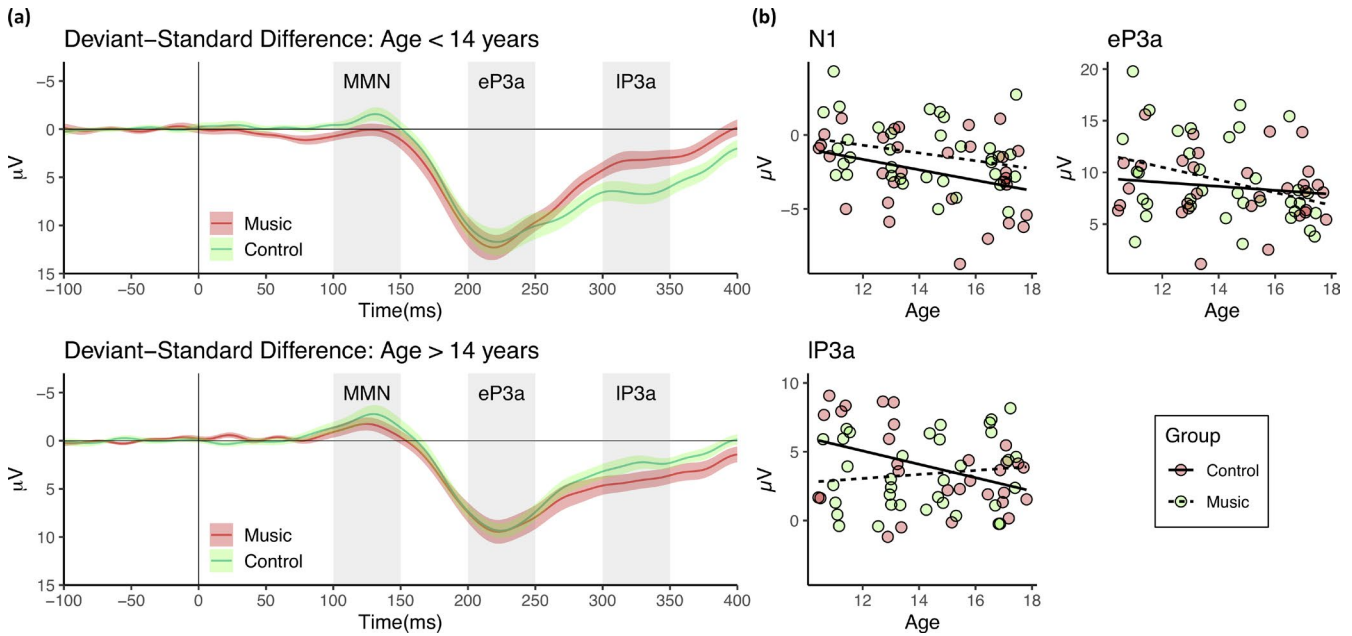 (a)
Deviant−Standard Difference: Age < 14 years
MMN eP3a lP3a
−5
0
5
10
15
µV
Music
Control
−100 −50 0 50 100 150 200 250 300 350 400
Time(ms)
Deviant−Standard Difference: Age > 14 years
MMN eP3a lP3a
−5
0
5
10
15
µV
Music
Control
−100 −50 0 50 100 150 200 250 300 350 400
Time(ms)
(b)
N1
0
−5
µV
12 14 16 18
Age
eP3a
20
15
10
5
µV
12 14 16 18
Age
lP3a
10
5
0
µV
12 14 16 18
Age
Group
Control
Music